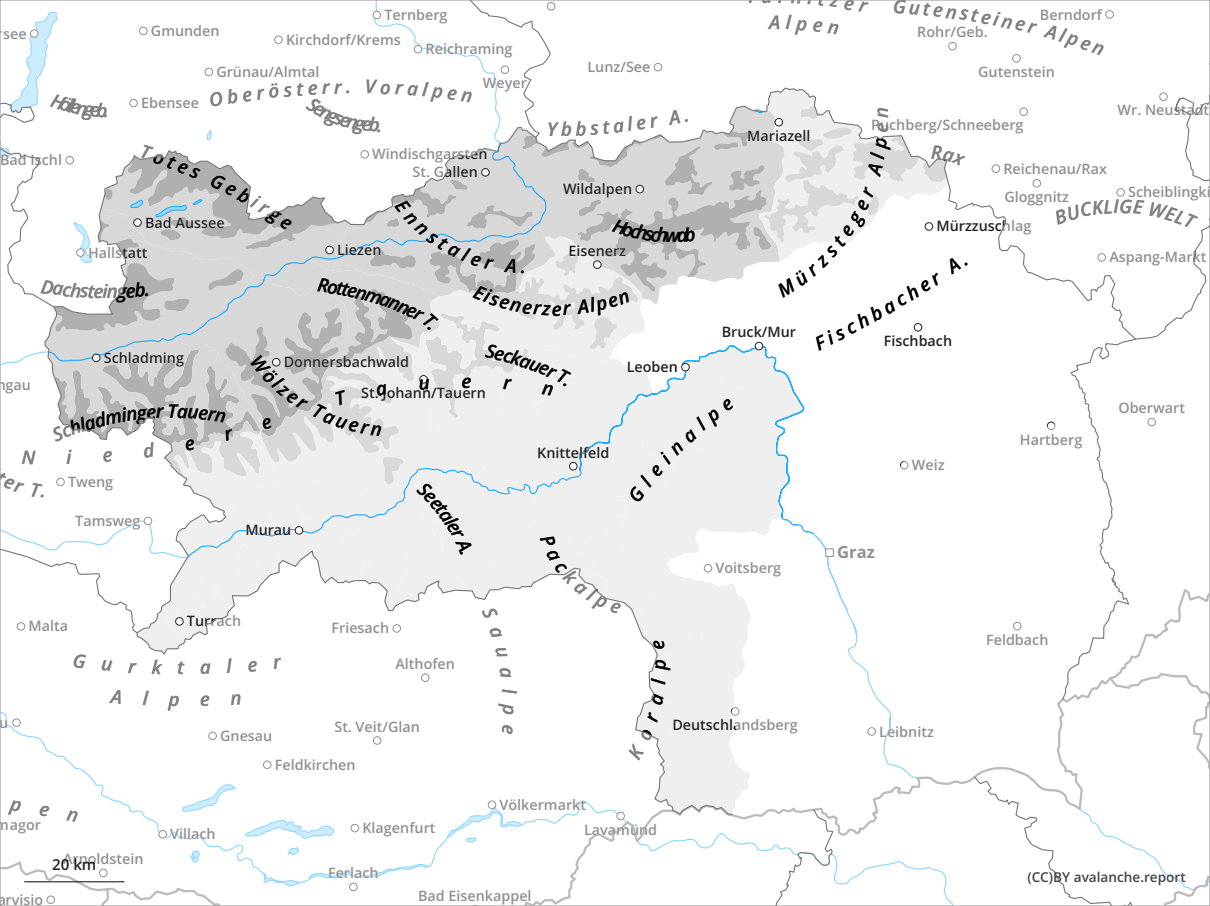 Ternberg
Gutensteiner Alpen
Berndorf
Alpen
Gmunden
Kirchdorf/Krems
Reichraming
Rohr/Geb.
Grünau/Almtal
Weyer
Lunz/See
Gutenstein
Oberösterr. Voralpen
Ebensee
Höllengeb.
Sengsengeb.
Ybbstaler A.
Mariazell
Puchberg/Schneeberg
Wr. Neustadt
Bad Ischl
Totes Gebirge
Windischgarsten
St. Gallen
Rax
Reichenau/Rax
Gloggnitz
Wildalpen
BUCKLIGE WELT
Bad Aussee
Ennstaler A.
Hochschwab
Mürzsteger Alpen
Mürzzuschlag
Hallstatt
Liezen
Eisenerz
Aspang-Markt
Dachsteingeb.
Rottenmanner T.
Eisenerzer Alpen
Fischbacher A.
Bruck/Mur
Fischbach
Schladming
Donnersbachwald
Seckauer T.
Leoben
St. Johann/Tauern
Wölzer Tauern
Schladminger Tauern
Niedere Tauern
Oberwart
Gleinalpe
Hartberg
Knittelfeld
Weiz
Tweng
Seetaler A.
Tamsweg
Murau
Packalpe
Graz
Voitsberg
Turrach
Malta
Friesach
Saualpe
Koralpe
Feldbach
Gurktaler
Alpen
Althofen
Deutschlandsberg
Gnesau
St. Veit/Glan
Leibnitz
Feldkirchen
Völkermarkt
Villach
Klagenfurt
Lavamünd
Arnoldstein
20 km
Ferlach
(CC)BY avalanche.report
Bad Eisenkappel